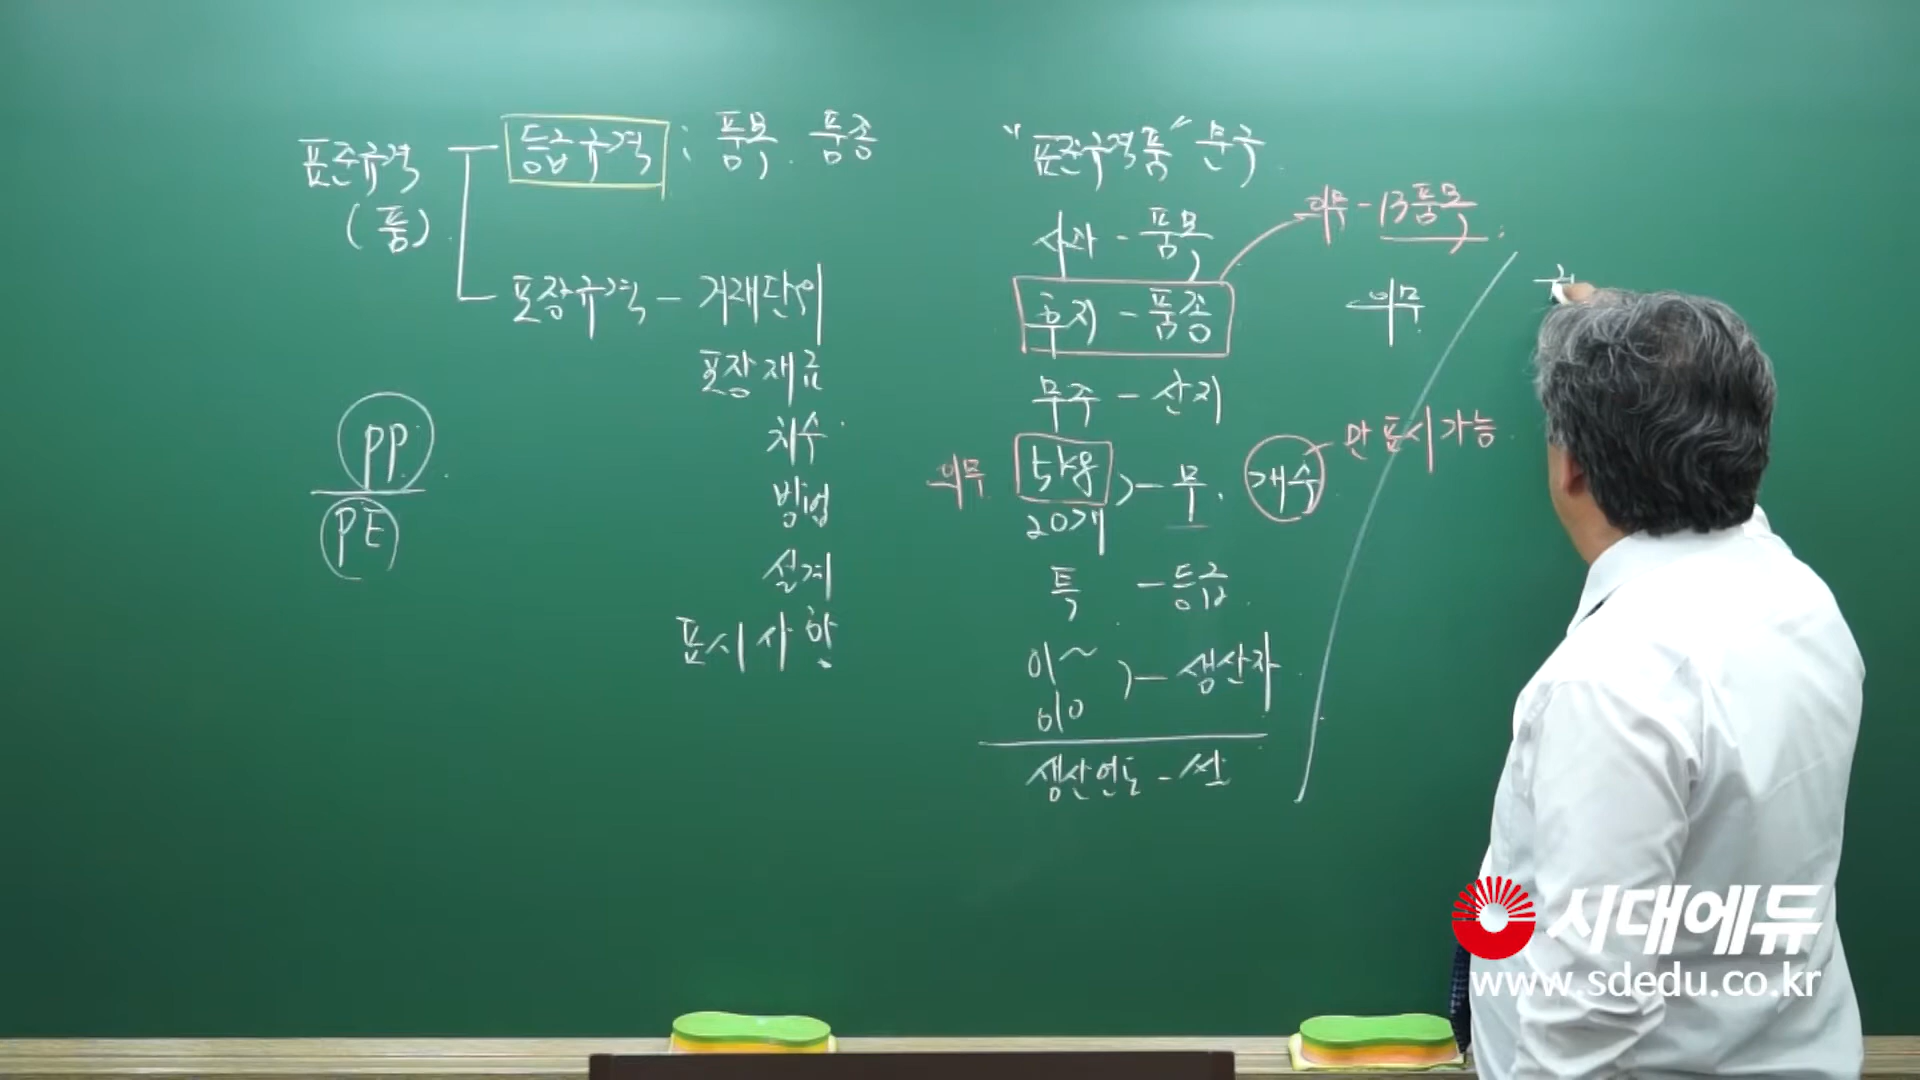 표준규격
(품)
등급규격 : 품목, 품종
포장규격 - 거래단위
포장재료
치수
방법
설계
표시사항
PP
PE
"표준규격품" 문구
사과 - 품목
의무 - 13품목
후지 - 품종
의무
무주 - 산지
의무 5kg
20개 > - 무. 개수 만 표시 가능
특 - 등급
이~
010 > - 생산자
생산연도 - 쌀
시대에듀
www.sdedu.co.kr